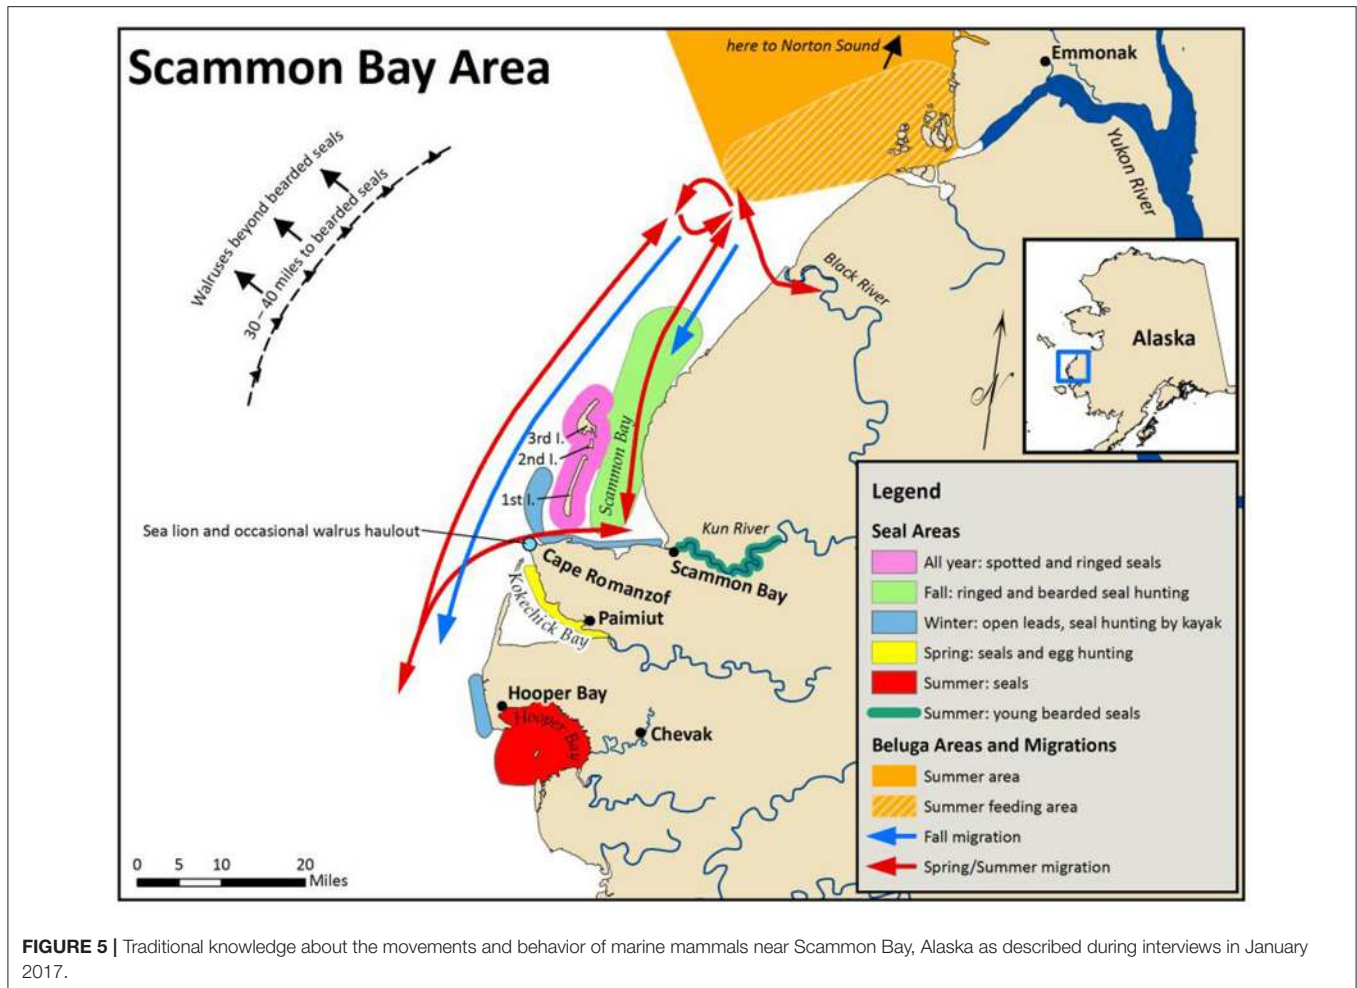 Scammon Bay Area
here to Norton Sound
Emmonak
Yukon River
Walruses beyond bearded seals
30 – 40 miles to bearded seals
Black River
Alaska
N
3rd I.
2nd I.
1st I.
Scammon Bay
Sea lion and occasional walrus haulout
Kun River
Scammon Bay
Cape Romanzof
Kokechick Bay
Paimiut
Hooper Bay
Hooper Bay
Chevak
0 5 10 20
Miles
Legend
Seal Areas
All year: spotted and ringed seals
Fall: ringed and bearded seal hunting
Winter: open leads, seal hunting by kayak
Spring: seals and egg hunting
Summer: seals
Summer: young bearded seals
Beluga Areas and Migrations
Summer area
Summer feeding area
Fall migration
Spring/Summer migration
FIGURE 5 | Traditional knowledge about the movements and behavior of marine mammals near Scammon Bay, Alaska as described during interviews in January
2017.